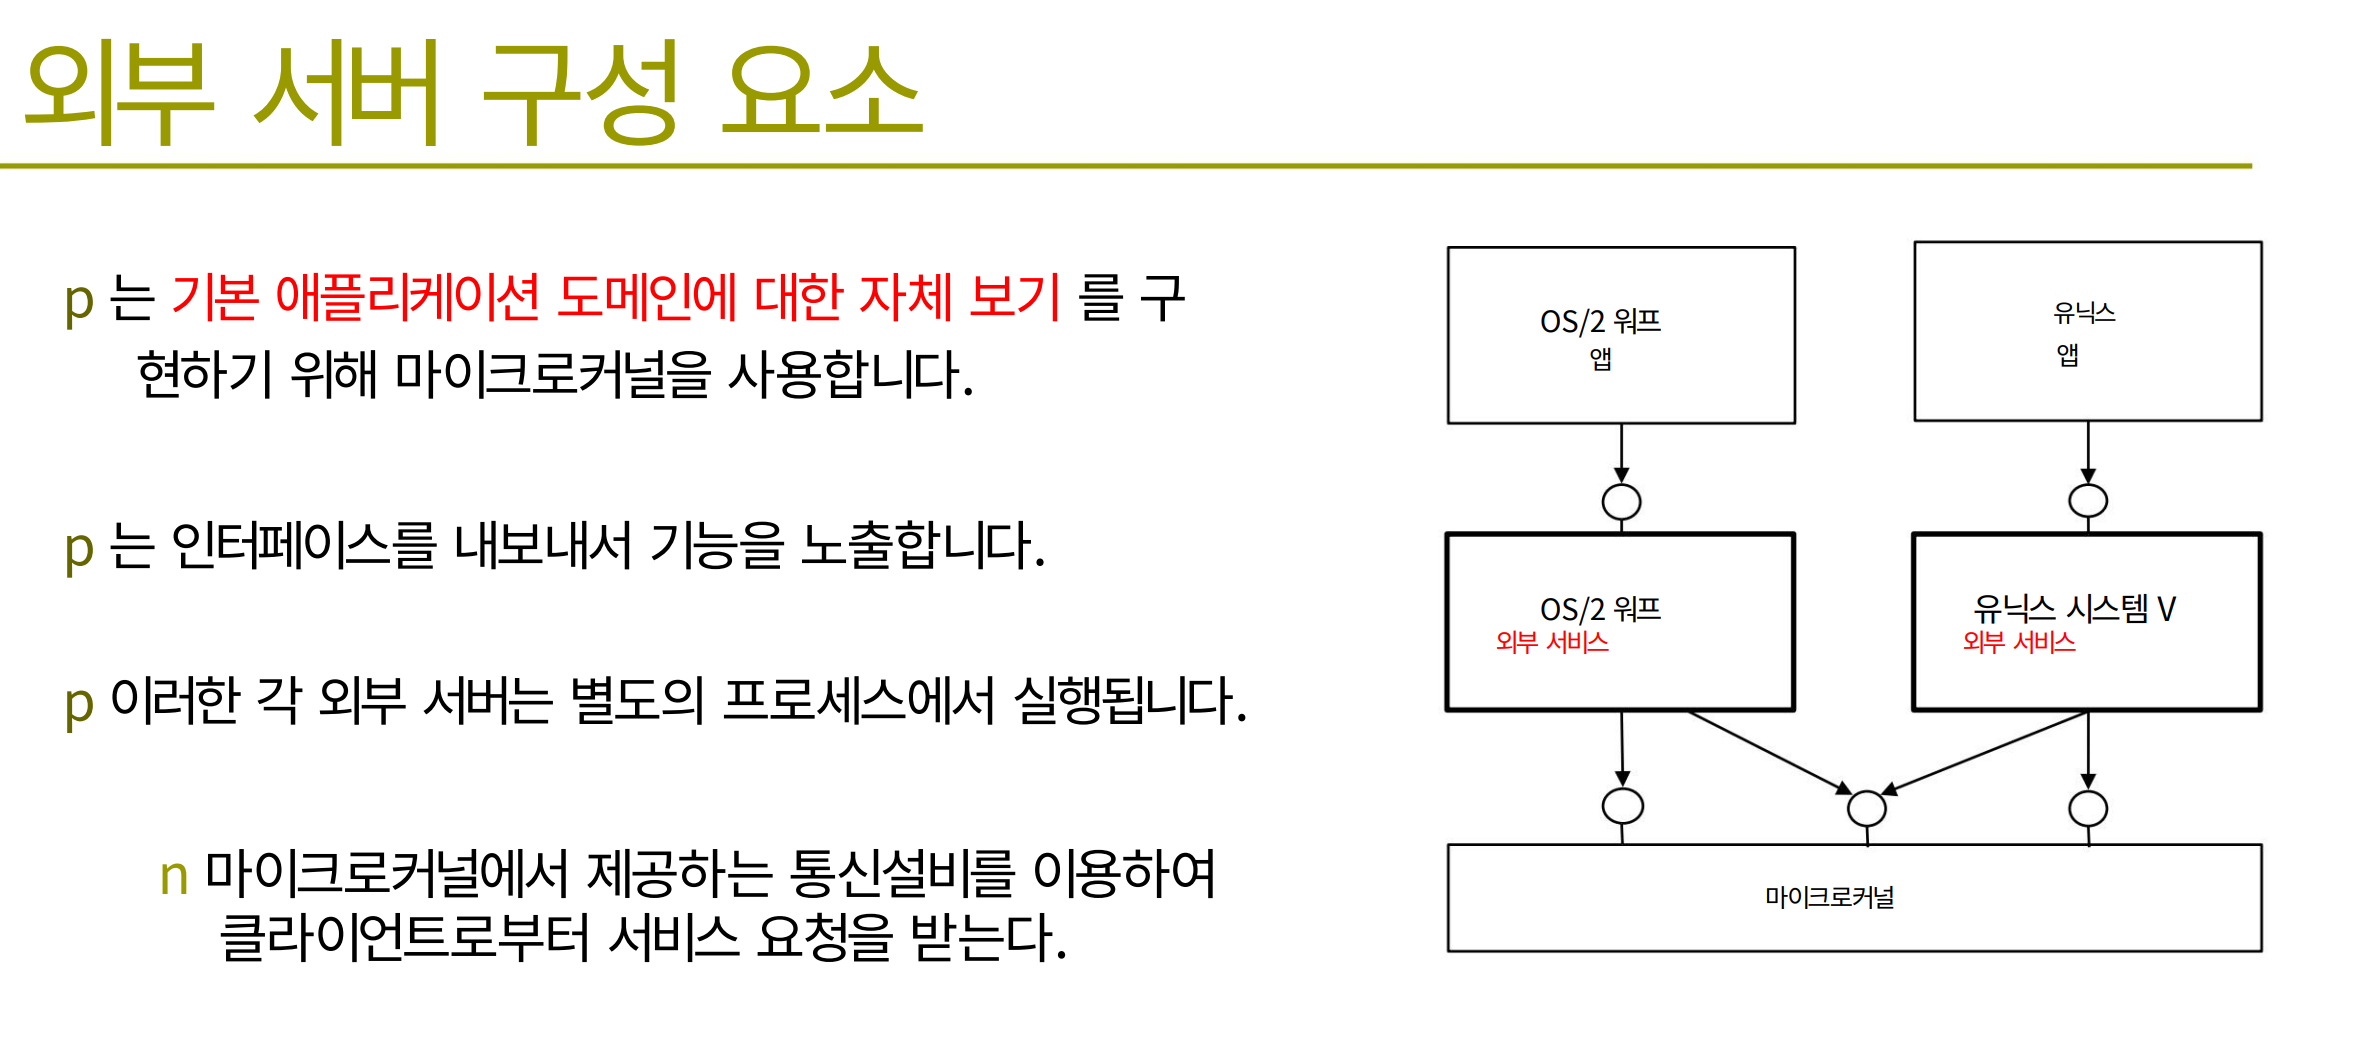 외부 서버 구성 요소
p 는 기본 애플리케이션 도메인에 대한 자체 보기 를 구
현하기 위해 마이크로커널을 사용합니다.
p 는 인터페이스를 내보내서 기능을 노출합니다.
p 이러한 각 외부 서버는 별도의 프로세스에서 실행됩니다.
n 마이크로커널에서 제공하는 통신설비를 이용하여
클라이언트로부터 서비스 요청을 받는다.
OS/2 워프
앱
유닉스
앱
OS/2 워프
외부 서비스
유닉스 시스템 V
외부 서비스
마이크로커널